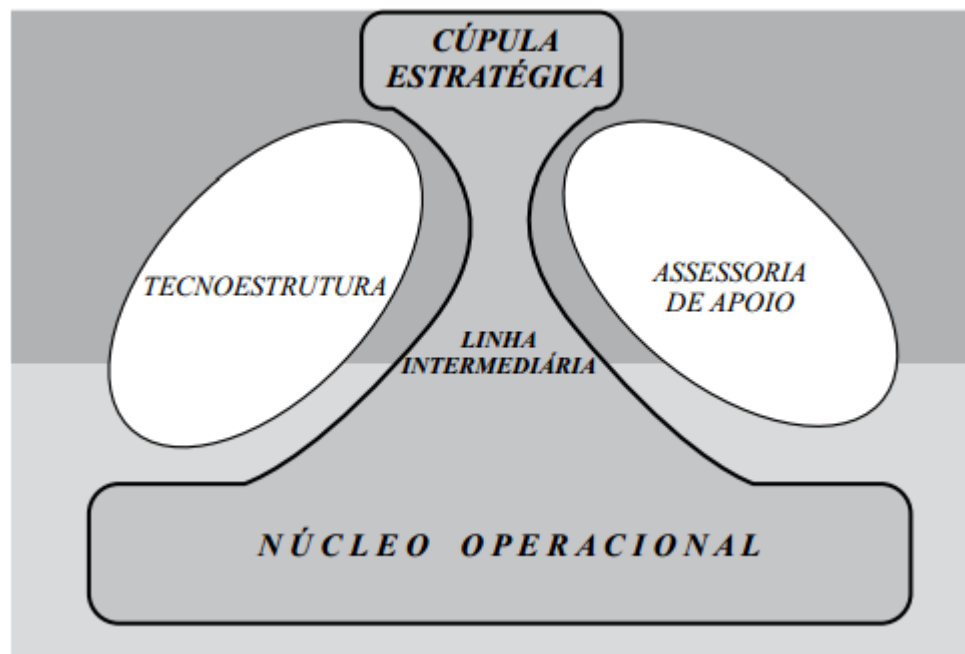 CÚPULA
ESTRATÉGICA
TECNOESTRUTURA
ASSESSORIA
DE APOIO
LINHA
INTERMEDIÁRIA
NÚCLEO OPERACIONAL